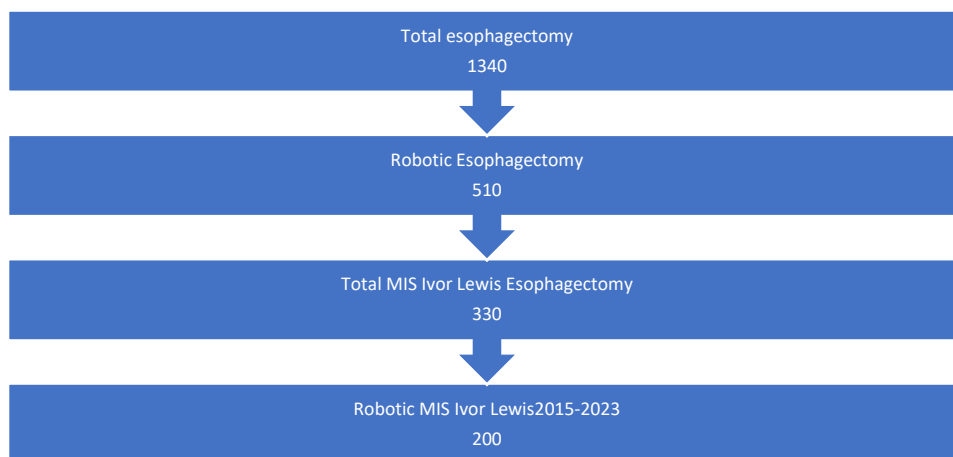 Total esophagectomy
1340
Robotic Esophagectomy
510
Total MIS Ivor Lewis Esophagectomy
330
Robotic MIS Ivor Lewis2015-2023
200